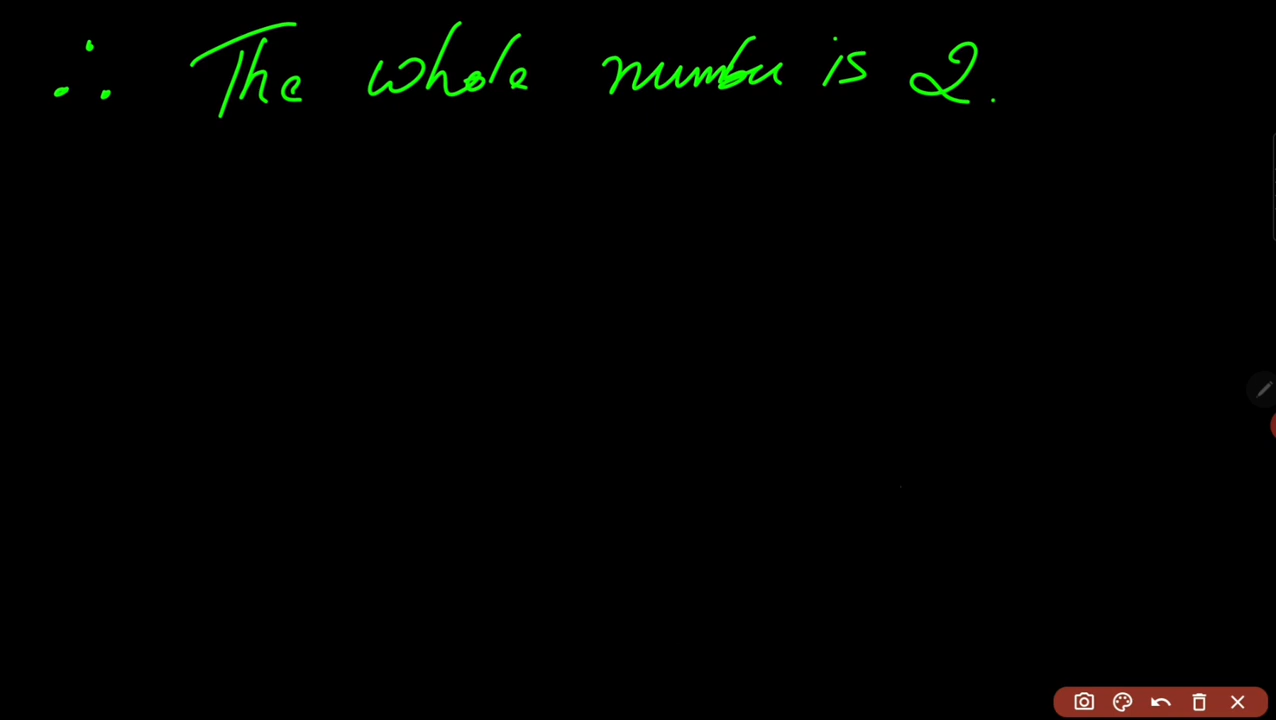 ∴ The whole number is 2.